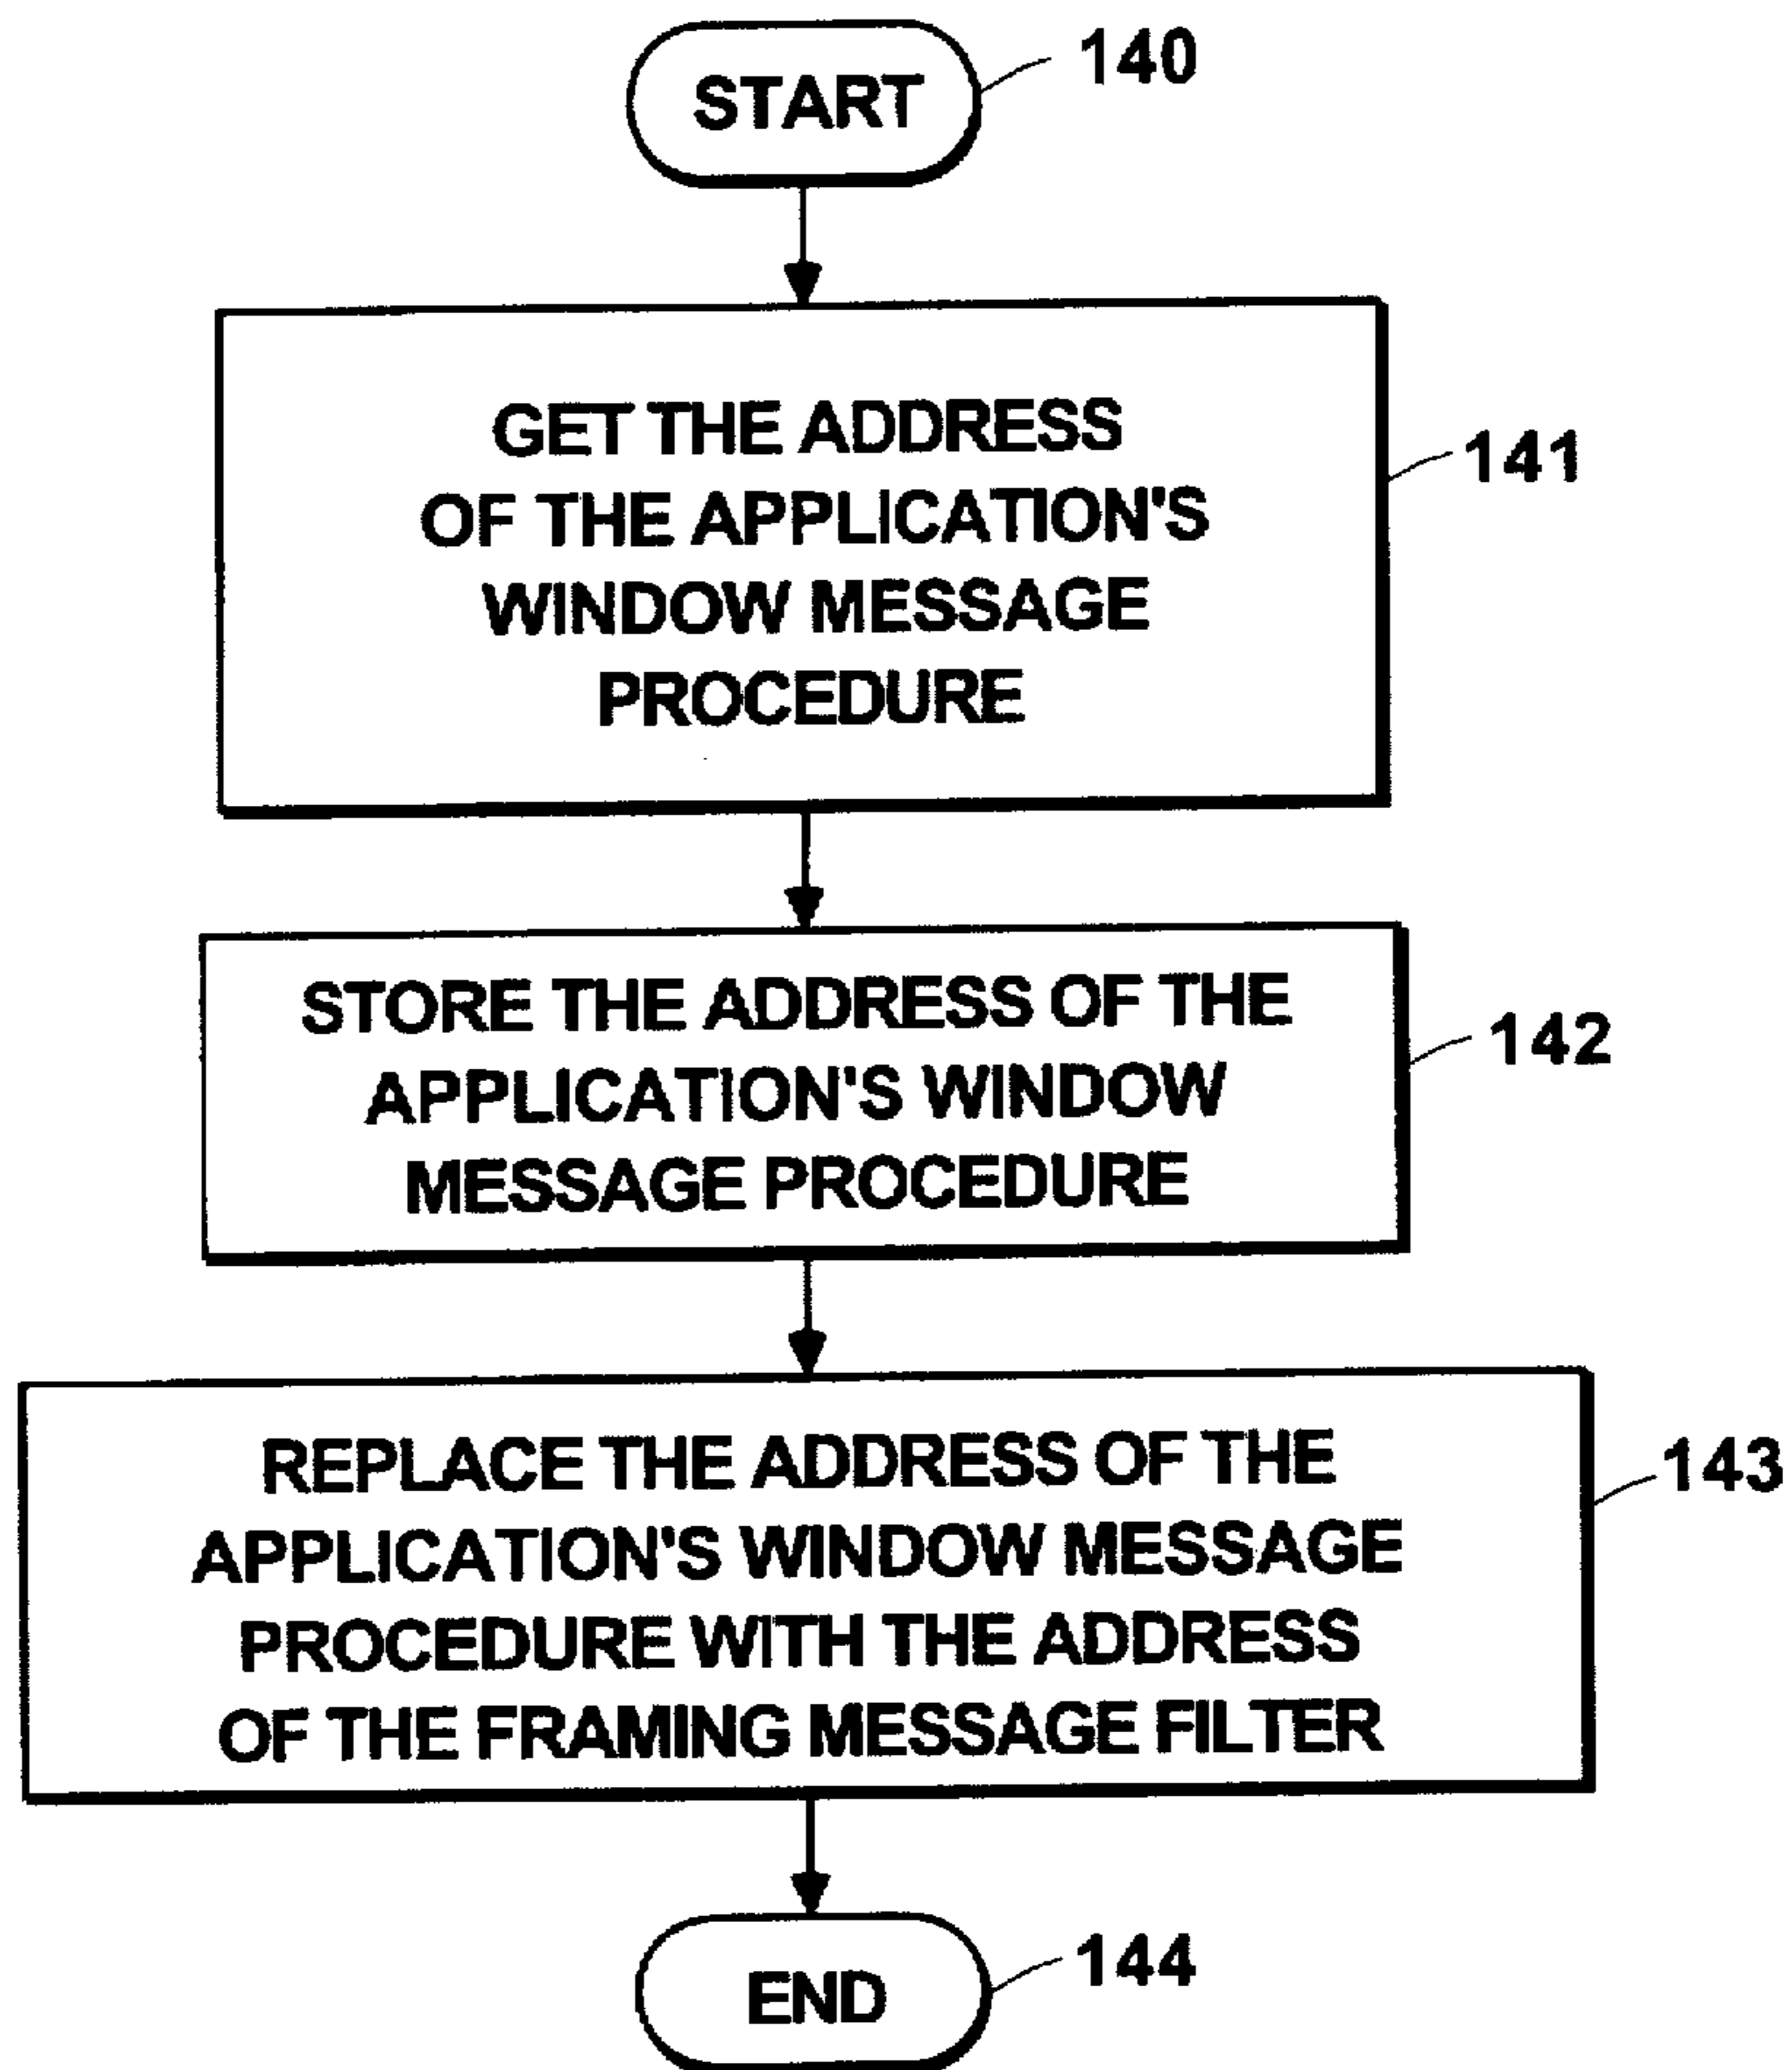 START
140
GET THE ADDRESS
OF THE APPLICATION'S
WINDOW MESSAGE
PROCEDURE
141
STORE THE ADDRESS OF THE
APPLICATION'S WINDOW
MESSAGE PROCEDURE
142
REPLACE THE ADDRESS OF THE
APPLICATION'S WINDOW MESSAGE
PROCEDURE WITH THE ADDRESS
OF THE FRAMING MESSAGE FILTER
143
END
144